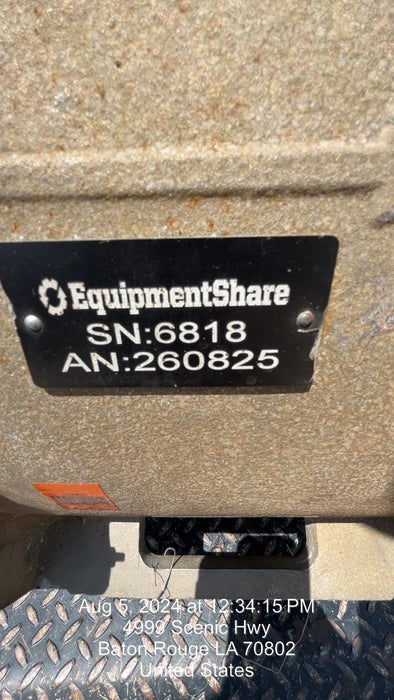 EquipmentShare
SN:6818
AN:260825
Aug 5, 2024 at 12:34:15 PM
4999 Scenic Hwy
Baton Rouge LA 70802
United States